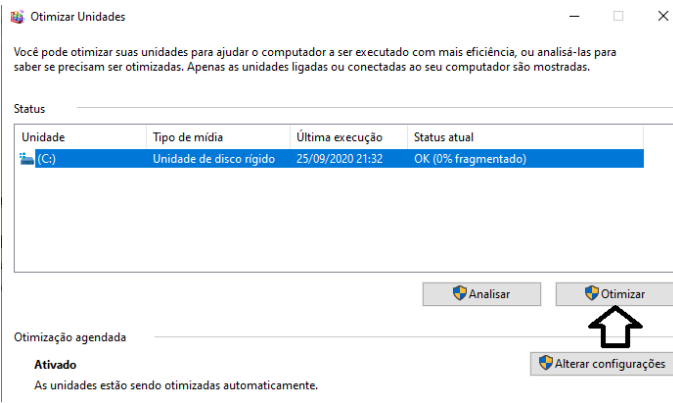 Otimizar Unidades
Você pode otimizar suas unidades para ajudar o computador a ser executado com mais eficiência, ou analisá-las para
saber se precisam ser otimizadas. Apenas as unidades ligadas ou conectadas ao seu computador são mostradas.
Status
Unidade Tipo de mídia Última execução Status atual
(C:) Unidade de disco rígido 25/09/2020 21:32 OK (0% fragmentado)
Analisar Otimizar
Otimização agendada
Ativado Alterar configurações
As unidades estão sendo otimizadas automaticamente.